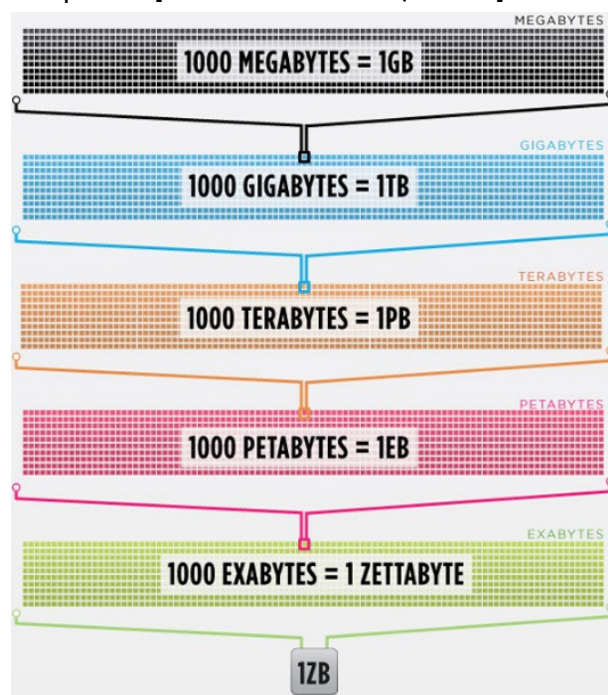 MEGABYTES
1000 MEGABYTES = 1GB
GIGABYTES
1000 GIGABYTES = 1TB
TERABYTES
1000 TERABYTES = 1PB
PETABYTES
1000 PETABYTES = 1EB
EXABYTES
1000 EXABYTES = 1 ZETTABYTE
1ZB